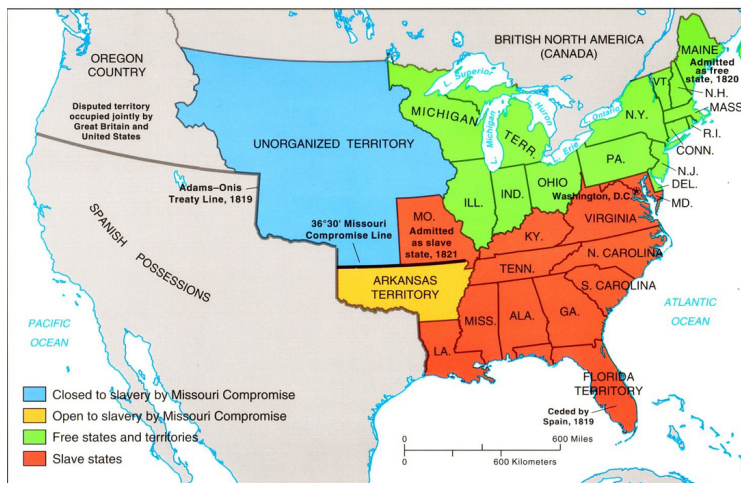 OREGON
COUNTRY
BRITISH NORTH AMERICA
(CANADA)
MAINE
Admitted
as free
state, 1820
Disputed territory
occupied jointly by
Great Britain and
United States
L. Superior
VT.
N.H.
MASS
MICHIGAN
TERR.
L. Michigan
L. Huron
L. Ontario
L. Erie
N.Y.
R.I.
CONN.
UNORGANIZED TERRITORY
PA.
N.J.
DEL.
MD.
Adams–Onis
Treaty Line, 1819
ILL.
IND.
OHIO
Washington, D.C.
36°30' Missouri
Compromise Line
MO.
Admitted
as slave
state, 1821
VIRGINIA
KY.
SPANISH POSSESSIONS
N. CAROLINA
TENN.
ARKANSAS
TERRITORY
S. CAROLINA
PACIFIC
OCEAN
ATLANTIC
OCEAN
MISS.
ALA.
GA.
LA.
FLORIDA
TERRITORY
Ceded by
Spain, 1819
Closed to slavery by Missouri Compromise
Open to slavery by Missouri Compromise
Free states and territories
Slave states
0
600 Miles
0
600 Kilometers